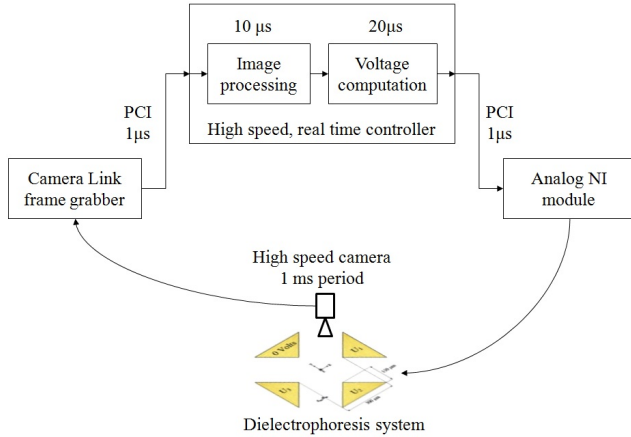 10 μs
20μs
Image
processing
Voltage
computation
High speed, real time controller
PCI
1μs
PCI
1μs
Camera Link
frame grabber
Analog NI
module
High speed camera
1 ms period
0 Volts
U1
U3
U2
Dielectrophoresis system